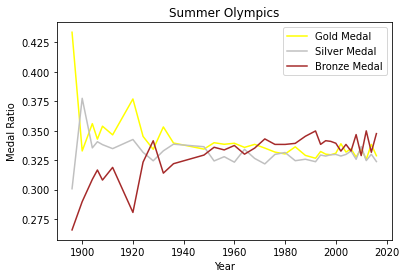 Summer Olympics
Gold Medal
Silver Medal
Bronze Medal
Medal Ratio
0.425
0.400
0.375
0.350
0.325
0.300
0.275
1900
1920
1940
1960
1980
2000
2020
Year